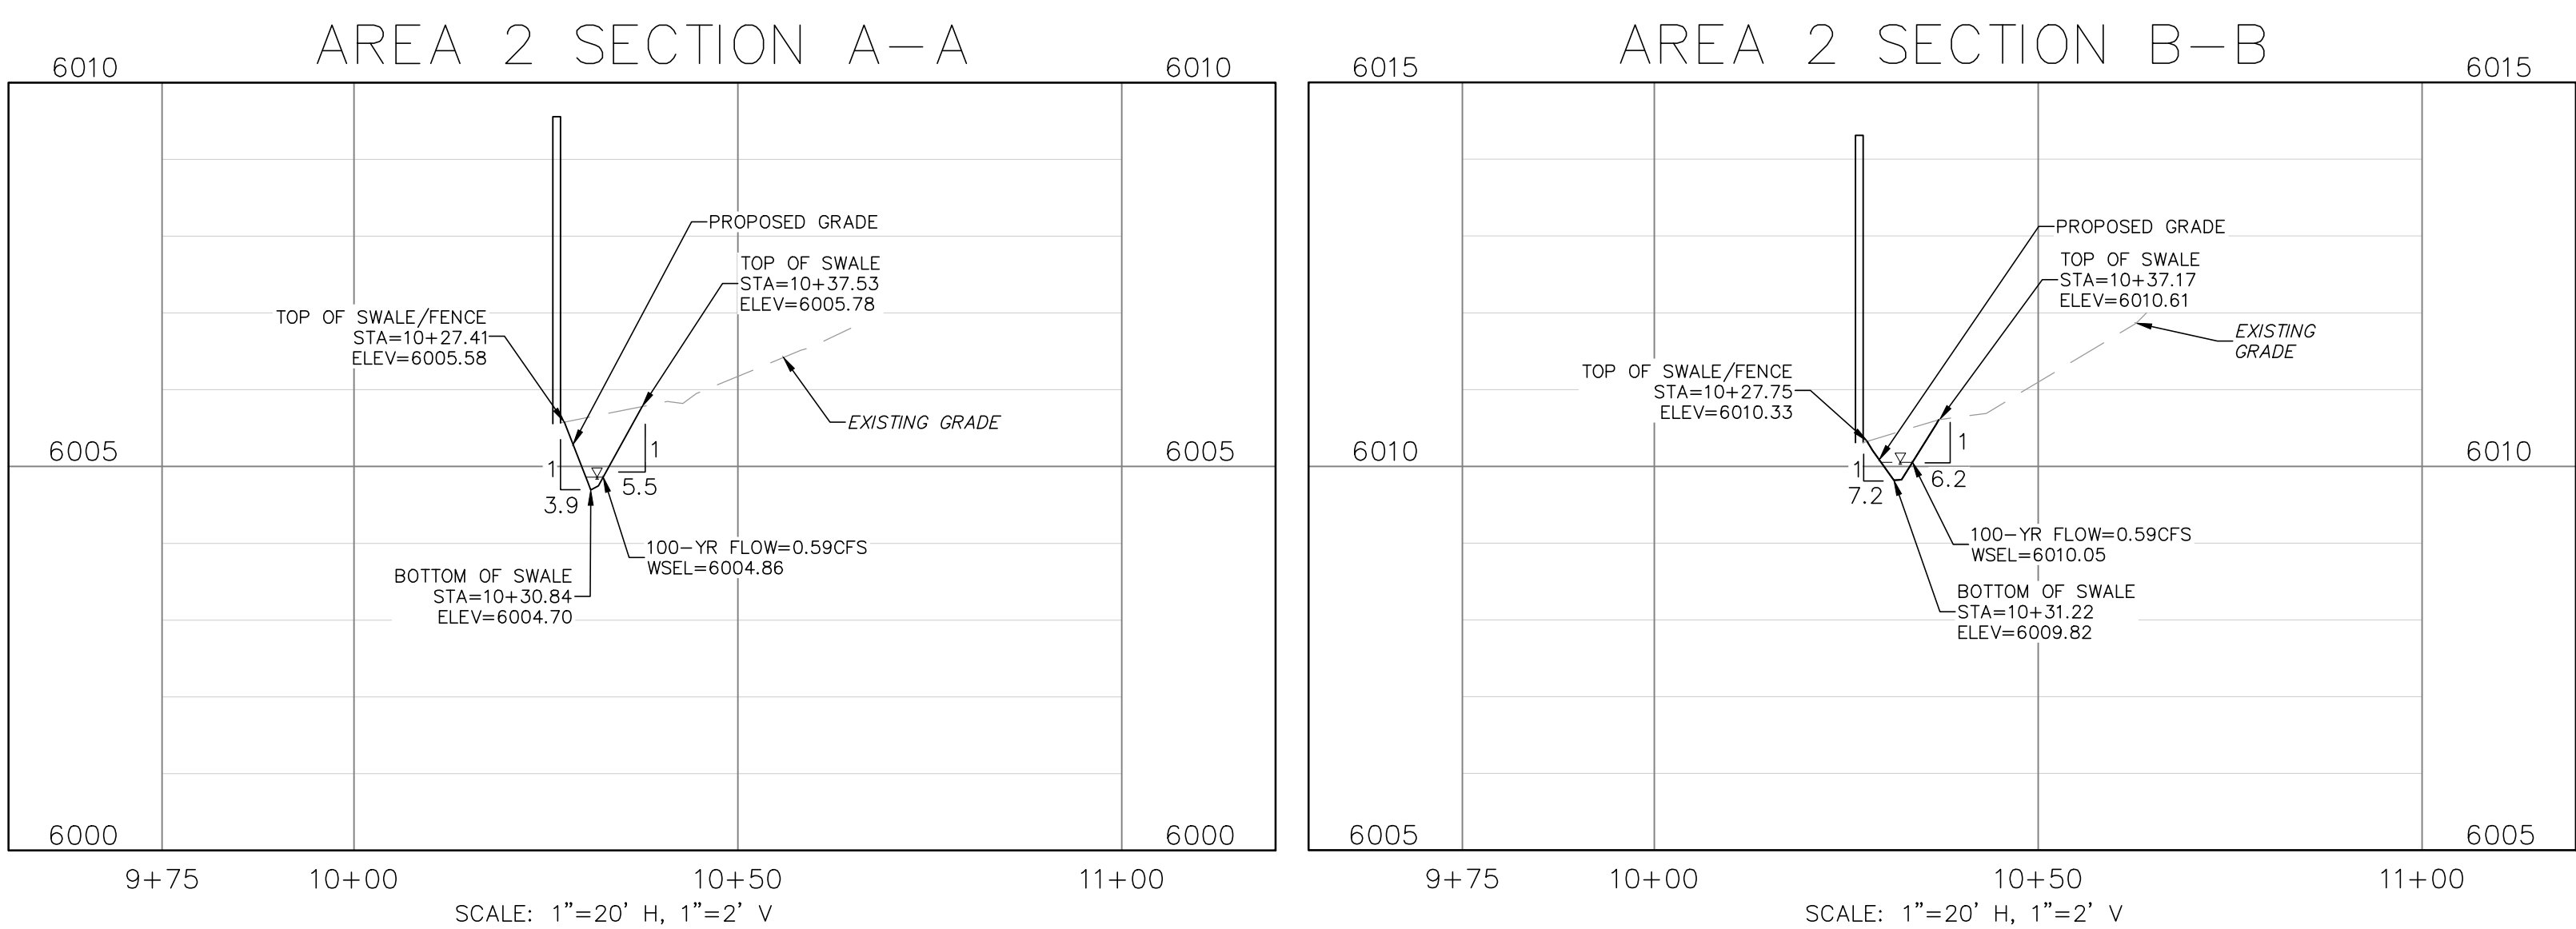 AREA 2 SECTION A-A
6010
6010
PROPOSED GRADE
TOP OF SWALE
STA=10+37.53
ELEV=6005.78
TOP OF SWALE/FENCE
STA=10+27.41
ELEV=6005.58
EXISTING GRADE
6005
6005
1
1
3.9
5.5
100-YR FLOW=0.59CFS
WSEL=6004.86
BOTTOM OF SWALE
STA=10+30.84
ELEV=6004.70
6000
6000
9+75
10+00
10+50
11+00
SCALE: 1"=20' H, 1"=2' V
AREA 2 SECTION B-B
6015
6015
PROPOSED GRADE
TOP OF SWALE
STA=10+37.17
ELEV=6010.61
EXISTING
GRADE
TOP OF SWALE/FENCE
STA=10+27.75
ELEV=6010.33
6010
6010
1
1
7.2
6.2
100-YR FLOW=0.59CFS
WSEL=6010.05
BOTTOM OF SWALE
STA=10+31.22
ELEV=6009.82
6005
6005
9+75
10+00
10+50
11+00
SCALE: 1"=20' H, 1"=2' V